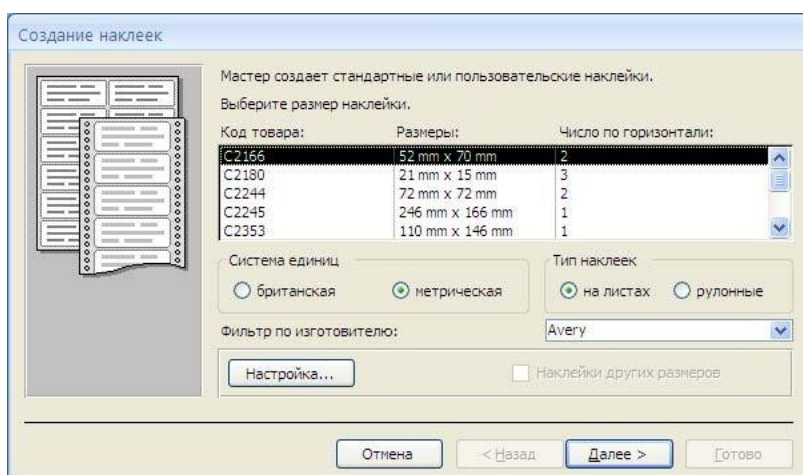 Создание наклеек
Мастер создает стандартные или пользовательские наклейки.
Выберите размер наклейки.
Код товара: Размеры: Число по горизонтали:
C2166 52 mm x 70 mm 2
C2180 21 mm x 15 mm 3
C2244 72 mm x 72 mm 2
C2245 246 mm x 166 mm 1
C2353 110 mm x 146 mm 1
Система единиц Тип наклеек
британская метрическая на листах рулонные
Фильтр по изготовителю: Avery
Настройка... Наклейки других размеров
Отмена < Назад Далее > Готово